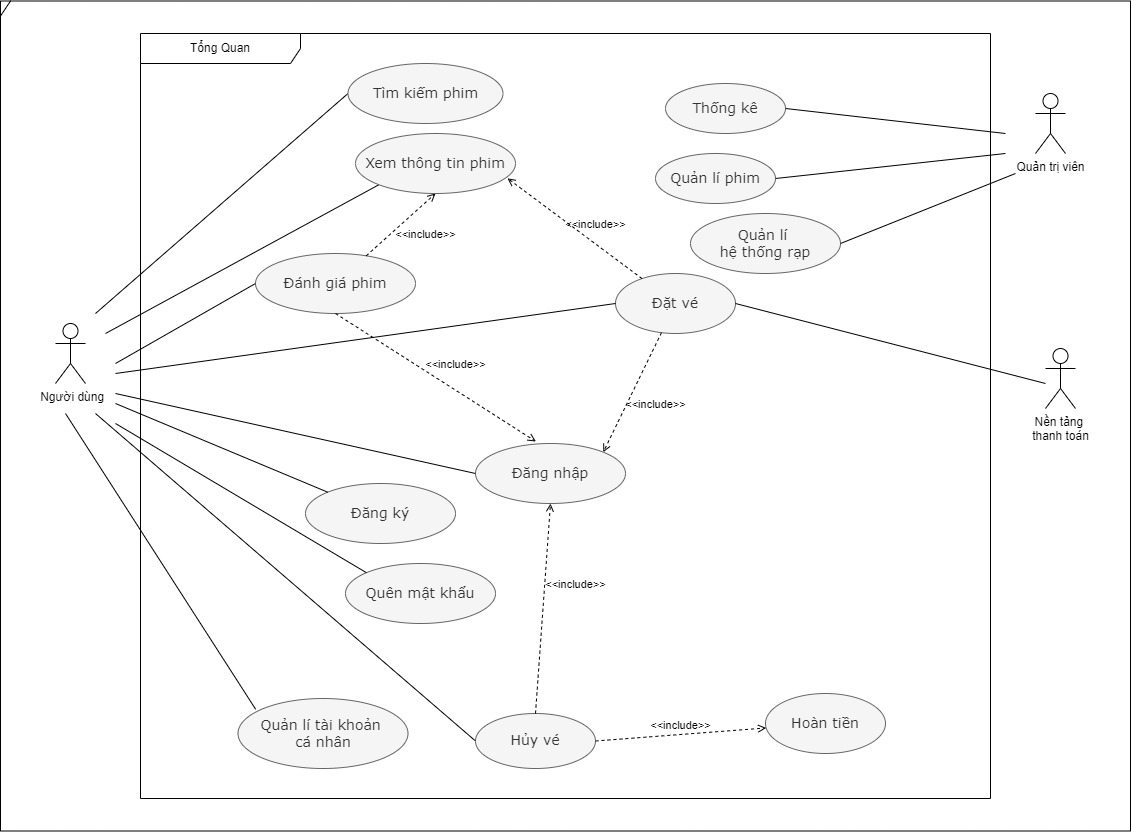 Tổng Quan
Tìm kiếm phim
Thống kê
Xem thông tin phim
Quản trị viên
Quản lí phim
<<include>>
<<include>>
Quản lí
hệ thống rạp
Đánh giá phim
Đặt vé
<<include>>
Người dùng
<<include>>
Nền tảng
thanh toán
Đăng nhập
Đăng ký
<<include>>
Quên mật khẩu
Quản lí tài khoản
cá nhân
Hủy vé
<<include>>
Hoàn tiền